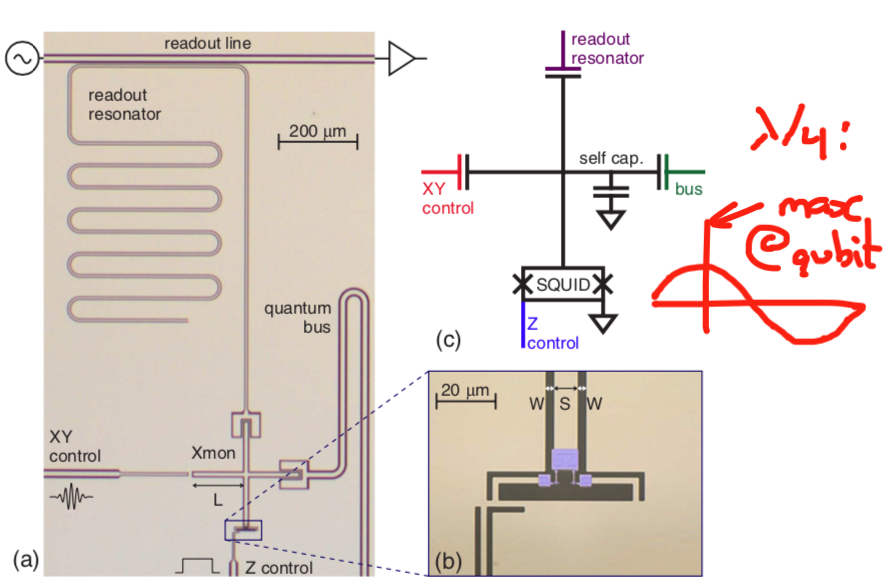 readout line
readout
resonator
200 μm
XY
control
Xmon
L
quantum
bus
Z control
(a)
readout
resonator
self cap.
XY
control
bus
SQUID
Z
control
(c)
20 μm
W S W
(b)
λ/4:
max
@qubit